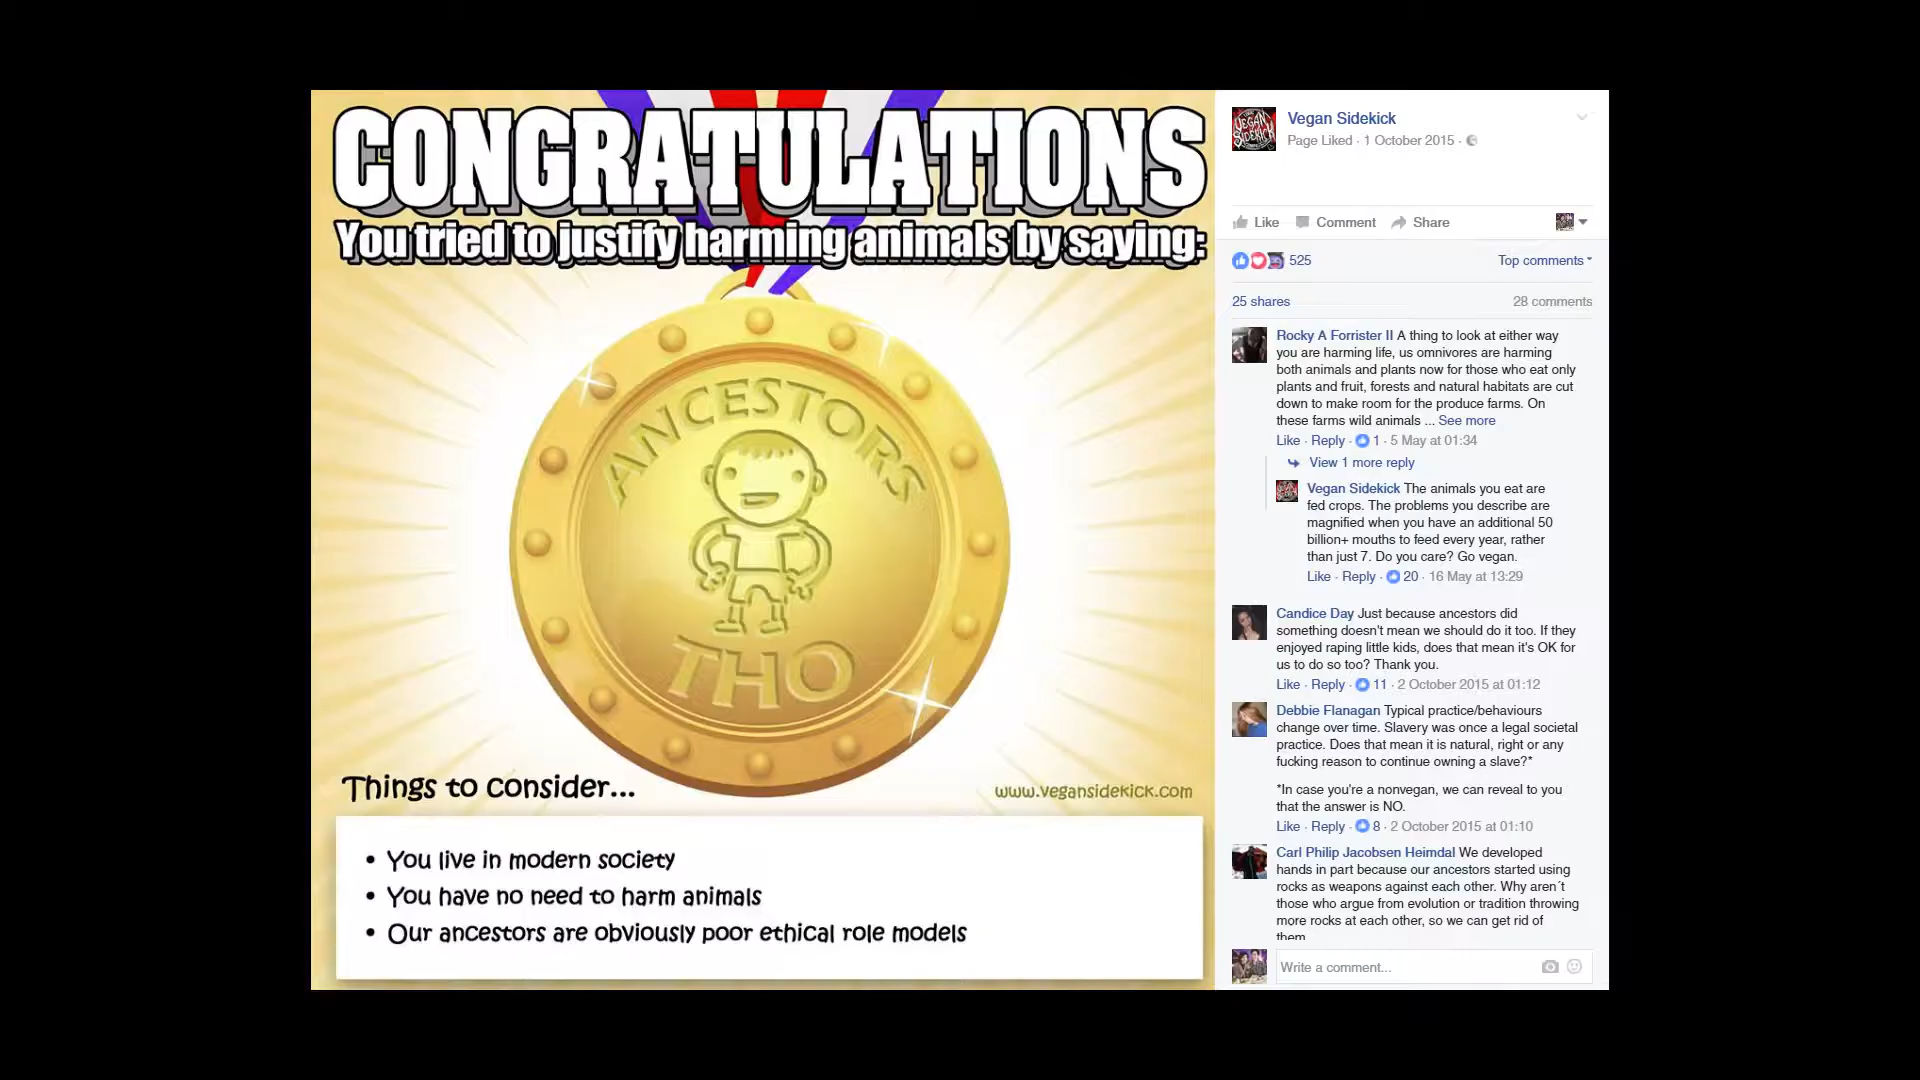 CONGRATULATIONS
You tried to justify harming animals by saying:
ANCESTORS
THO
Things to consider...
www.vegansidekick.com
• You live in modern society
• You have no need to harm animals
• Our ancestors are obviously poor ethical role models
VEGAN
SIDEKICK
Vegan Sidekick
Page Liked · 1 October 2015 ·
Like Comment Share
525
Top comments
25 shares
28 comments
Rocky A Forrister II A thing to look at either way
you are harming life, us omnivores are harming
both animals and plants now for those who eat only
plants and fruit, forests and natural habitats are cut
down to make room for the produce farms. On
these farms wild animals ... See more
Like · Reply · 1 · 5 May at 01:34
View 1 more reply
Vegan Sidekick The animals you eat are
fed crops. The problems you describe are
magnified when you have an additional 50
billion+ mouths to feed every year, rather
than just 7. Do you care? Go vegan.
Like · Reply · 20 · 16 May at 13:29
Candice Day Just because ancestors did
something doesn't mean we should do it too. If they
enjoyed raping little kids, does that mean it's OK for
us to do so too? Thank you.
Like · Reply · 11 · 2 October 2015 at 01:12
Debbie Flanagan Typical practice/behaviours
change over time. Slavery was once a legal societal
practice. Does that mean it is natural, right or any
fucking reason to continue owning a slave?*
*In case you're a nonvegan, we can reveal to you
that the answer is NO.
Like · Reply · 8 · 2 October 2015 at 01:10
Carl Philip Jacobsen Heimdal We developed
hands in part because our ancestors started using
rocks as weapons against each other. Why aren´t
those who argue from evolution or tradition throwing
more rocks at each other, so we can get rid of
them
Write a comment...